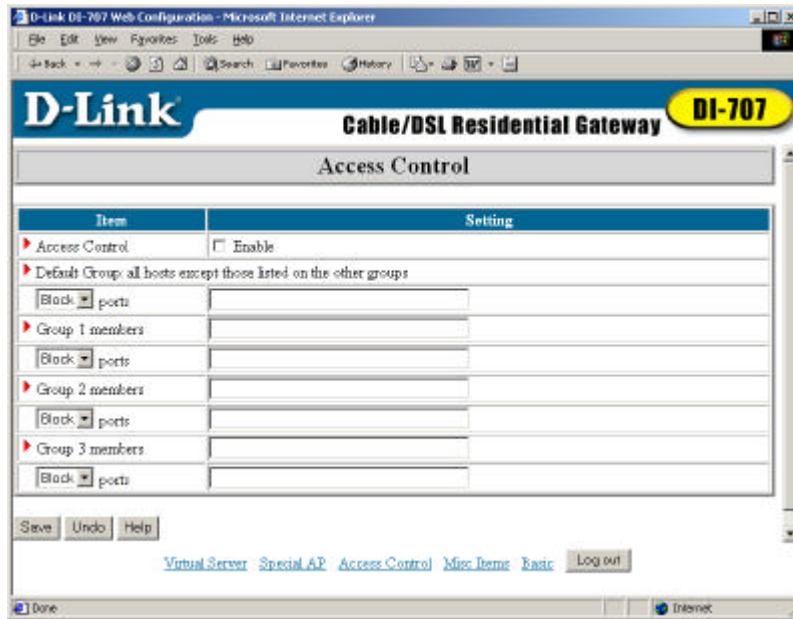 D-Link DI-707 Web Configuration - Microsoft Internet Explorer
File Edit View Favorites Tools Help
Back Search Favorites History
D-Link
Cable/DSL Residential Gateway
DI-707
Access Control
Item Setting
Access Control Enable
Default Group: all hosts except those listed on the other groups
Block ports
Group 1 members
Block ports
Group 2 members
Block ports
Group 3 members
Block ports
Save Undo Help
Virtual Server Special AP Access Control Misc Items Basic Log out
Done Internet